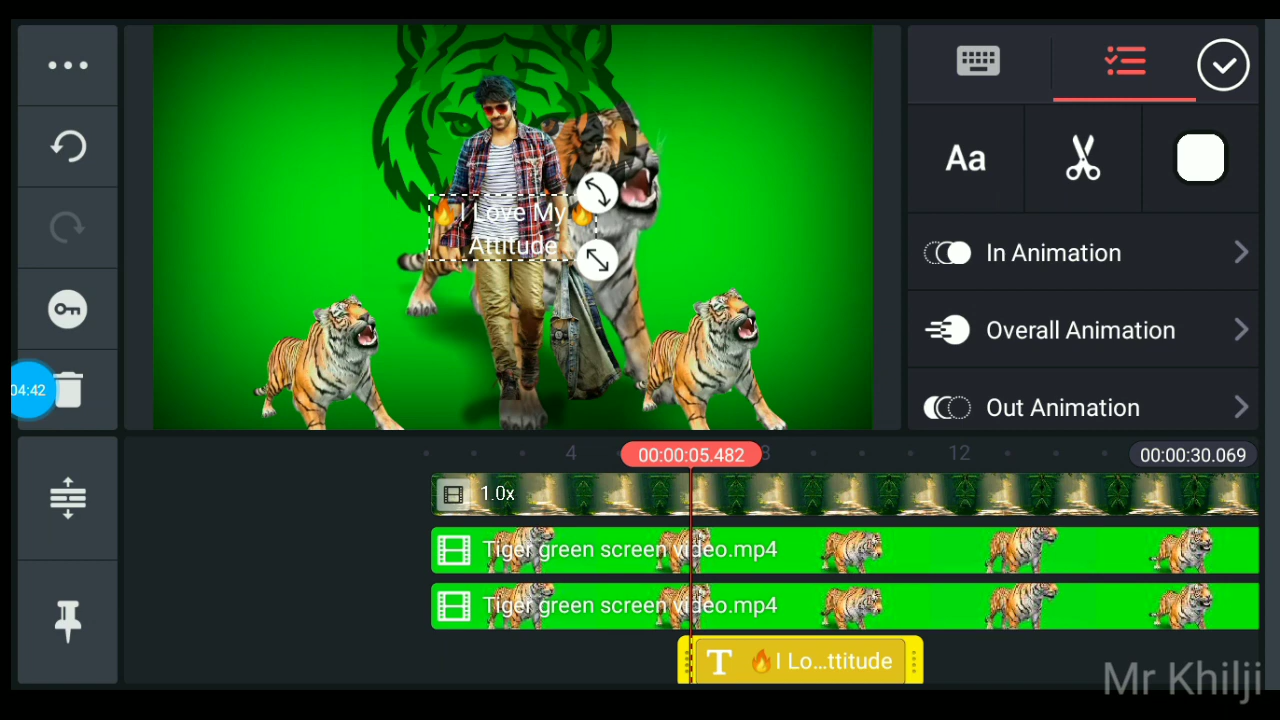 🔥 I Love My 🔥
Attitude
Aa
In Animation
Overall Animation
Out Animation
04:42
4
00:00:05.482
8
12
00:00:30.069
1.0x
Tiger green screen video.mp4
Tiger green screen video.mp4
T 🔥I Lo...ttitude
Mr Khilji